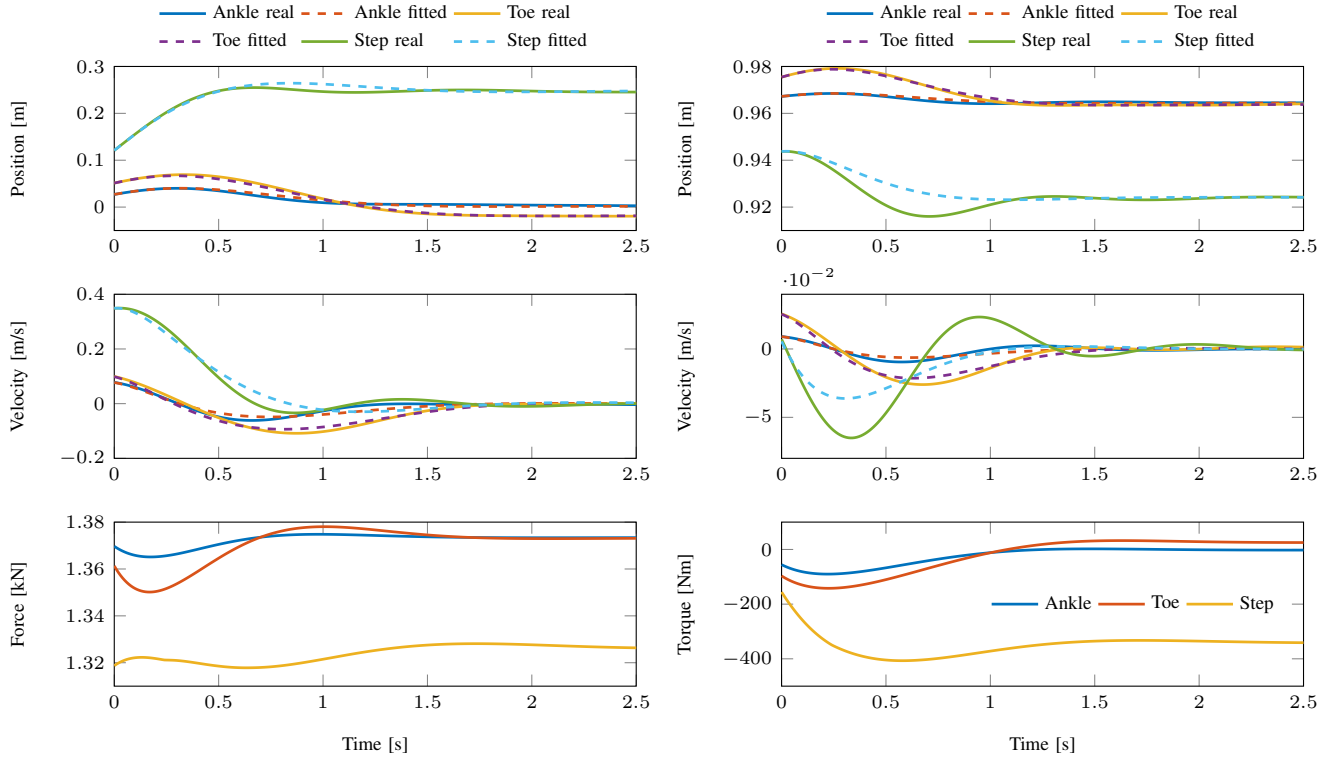 Ankle real Ankle fitted Toe real
Toe fitted Step real Step fitted
0.3
0.2
0.1
0
Position [m]
0 0.5 1 1.5 2 2.5
0.4
0.2
0
−0.2
Velocity [m/s]
0 0.5 1 1.5 2 2.5
1.38
1.36
1.34
1.32
Force [kN]
0 0.5 1 1.5 2 2.5
Time [s]
Ankle real Ankle fitted Toe real
Toe fitted Step real Step fitted
0.98
0.96
0.94
0.92
Position [m]
0 0.5 1 1.5 2 2.5
·10−2
0
−5
Velocity [m/s]
0 0.5 1 1.5 2 2.5
0
−200
−400
Torque [Nm]
Ankle Toe Step
0 0.5 1 1.5 2 2.5
Time [s]